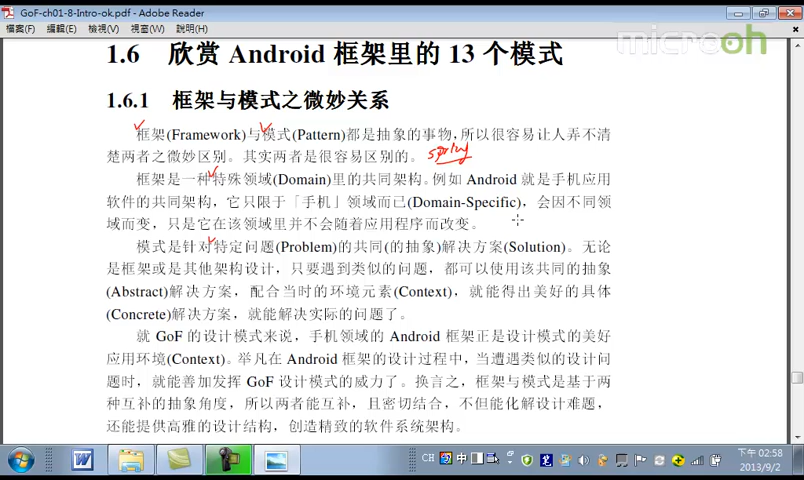 GoF-ch01-8-Intro-ok.pdf - Adobe Reader
檔案(F) 編輯(E) 檢視(V) 視窗(W) 說明(H)
microoh
1.6 欣赏 Android 框架里的 13 个模式
1.6.1 框架与模式之微妙关系
框架(Framework)与模式(Pattern)都是抽象的事物,所以很容易让人弄不清
楚两者之微妙区别。其实两者是很容易区别的。 spring
框架是一种特殊领域(Domain)里的共同架构。例如 Android 就是手机应用
软件的共同架构，它只限于「手机」领域而已(Domain-Specific)，会因不同领
域而变，只是它在该领域里并不会随着应用程序而改变。
模式是针对特定问题(Problem)的共同(的抽象)解决方案(Solution)。无论
是框架或是其他架构设计，只要遇到类似的问题，都可以使用该共同的抽象
(Abstract)解决方案，配合当时的环境元素(Context)，就能得出美好的具体
(Concrete)解决方案，就能解决实际的问题了。
就 GoF 的设计模式来说，手机领域的 Android 框架正是设计模式的美好
应用环境(Context)。举凡在 Android 框架的设计过程中，当遭遇类似的设计问
题时，就能善加发挥 GoF 设计模式的威力了。换言之，框架与模式是基于两
种互补的抽象角度，所以两者能互补，且密切结合，不但能化解设计难题，
还能提供高雅的设计结构，创造精致的软件系统架构。
CH 中 下午 02:58
2013/9/2